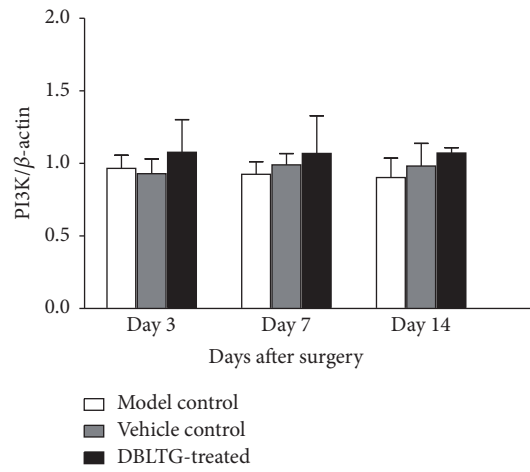 2.0
1.5
1.0
0.5
0.0
PI3K/β-actin
Day 3 Day 7 Day 14
Days after surgery
Model control
Vehicle control
DBLTG-treated